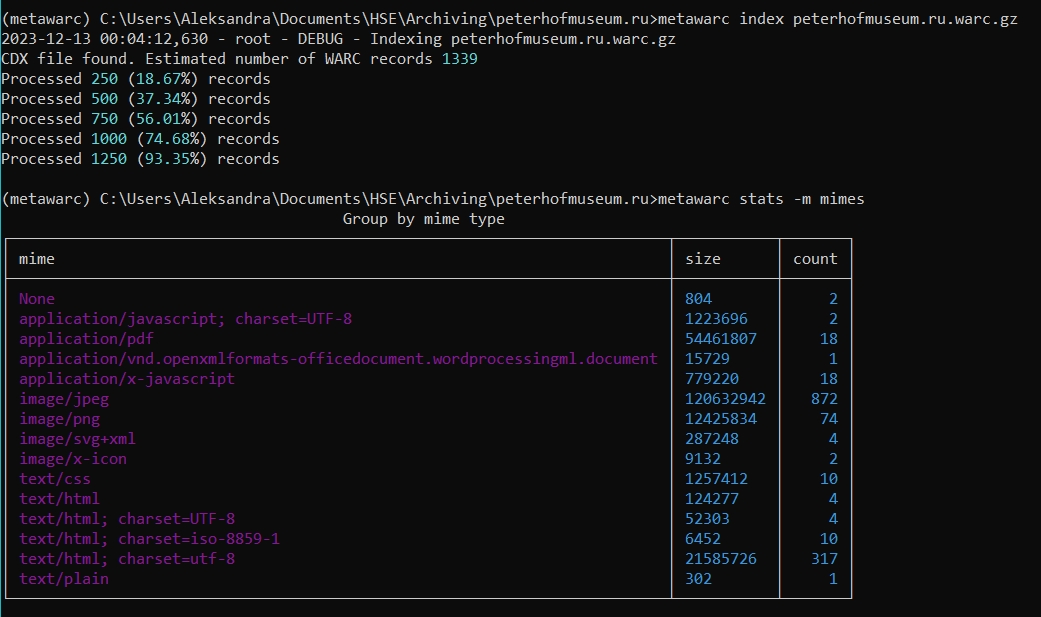 (metawarc) C:\Users\Aleksandra\Documents\HSE\Archiving\peterhofmuseum.ru>metawarc index peterhofmuseum.ru.warc.gz
2023-12-13 00:04:12,630 - root - DEBUG - Indexing peterhofmuseum.ru.warc.gz
CDX file found. Estimated number of WARC records 1339
Processed 250 (18.67%) records
Processed 500 (37.34%) records
Processed 750 (56.01%) records
Processed 1000 (74.68%) records
Processed 1250 (93.35%) records
(metawarc) C:\Users\Aleksandra\Documents\HSE\Archiving\peterhofmuseum.ru>metawarc stats -m mimes
Group by mime type
mime size count
None 804 2
application/javascript; charset=UTF-8 1223696 2
application/pdf 54461807 18
application/vnd.openxmlformats-officedocument.wordprocessingml.document 15729 1
application/x-javascript 779220 18
image/jpeg 120632942 872
image/png 12425834 74
image/svg+xml 287248 4
image/x-icon 9132 2
text/css 1257412 10
text/html 124277 4
text/html; charset=UTF-8 52303 4
text/html; charset=iso-8859-1 6452 10
text/html; charset=utf-8 21585726 317
text/plain 302 1